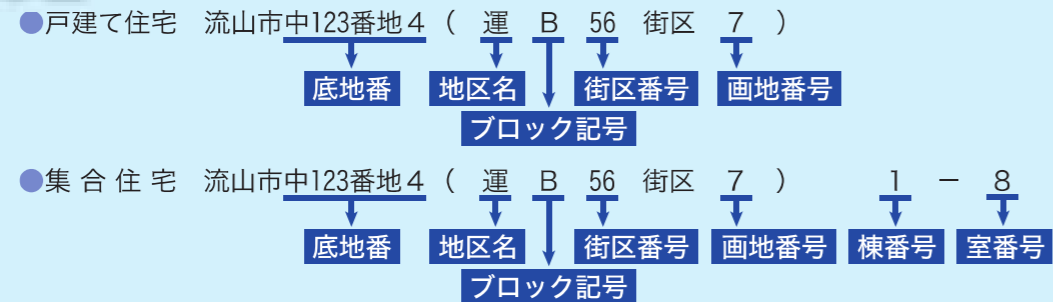 ●戸建て住宅 流山市中123番地4（ 運 B 56 街区 7 ）
底地番 地区名 街区番号 画地番号
ブロック記号
●集合住宅 流山市中123番地4（ 運 B 56 街区 7 ） 1 － 8
底地番 地区名 街区番号 画地番号 棟番号 室番号
ブロック記号